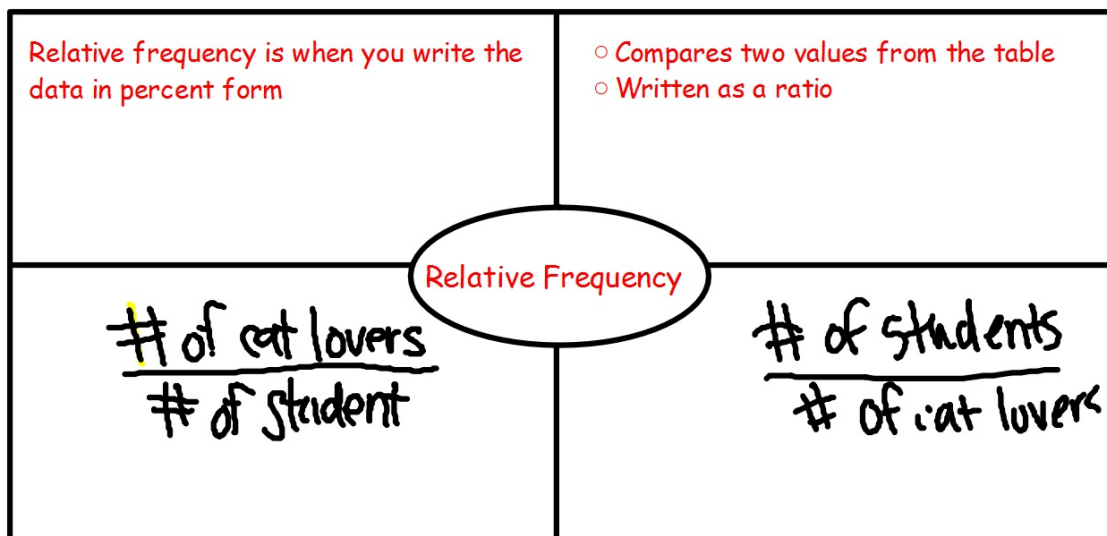 Relative frequency is when you write the
data in percent form
○ Compares two values from the table
○ Written as a ratio
Relative Frequency
# of cat lovers
# of student
# of students
# of cat lovers